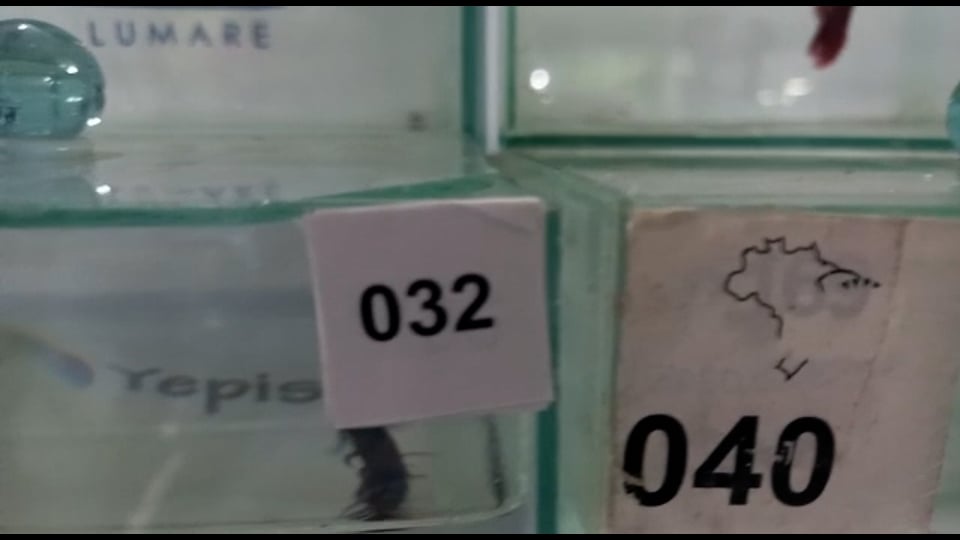 LUMARE
032
Yepis
040